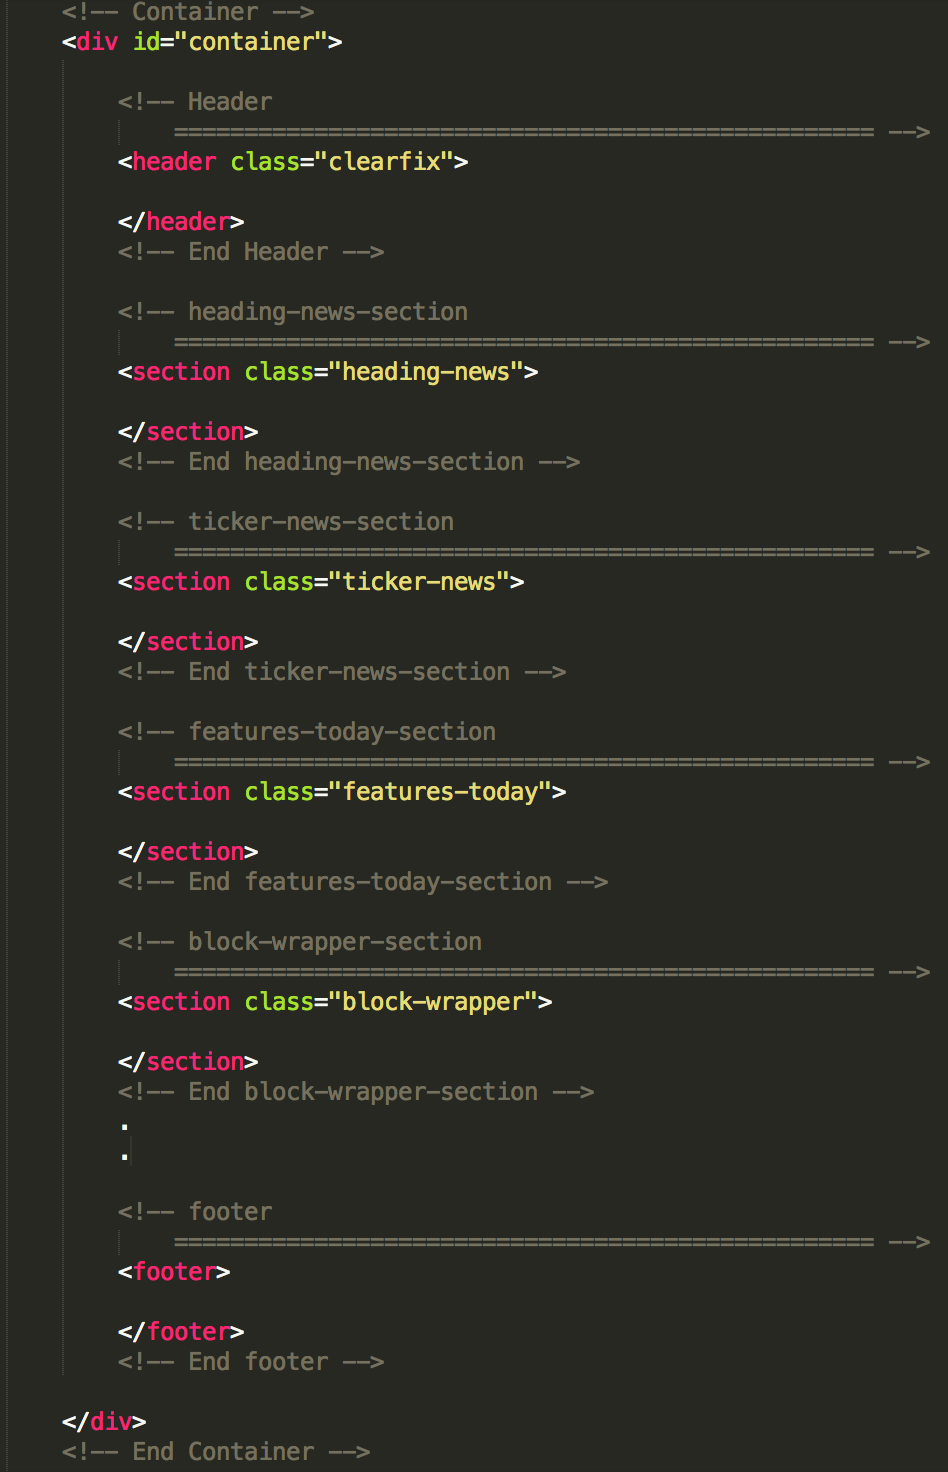 <!-- Container -->
<div id="container">
<!-- Header
================================================== -->
<header class="clearfix">
</header>
<!-- End Header -->
<!-- heading-news-section
================================================== -->
<section class="heading-news">
</section>
<!-- End heading-news-section -->
<!-- ticker-news-section
================================================== -->
<section class="ticker-news">
</section>
<!-- End ticker-news-section -->
<!-- features-today-section
================================================== -->
<section class="features-today">
</section>
<!-- End features-today-section -->
<!-- block-wrapper-section
================================================== -->
<section class="block-wrapper">
</section>
<!-- End block-wrapper-section -->
.
.
<!-- footer
================================================== -->
<footer>
</footer>
<!-- End footer -->
</div>
<!-- End Container -->